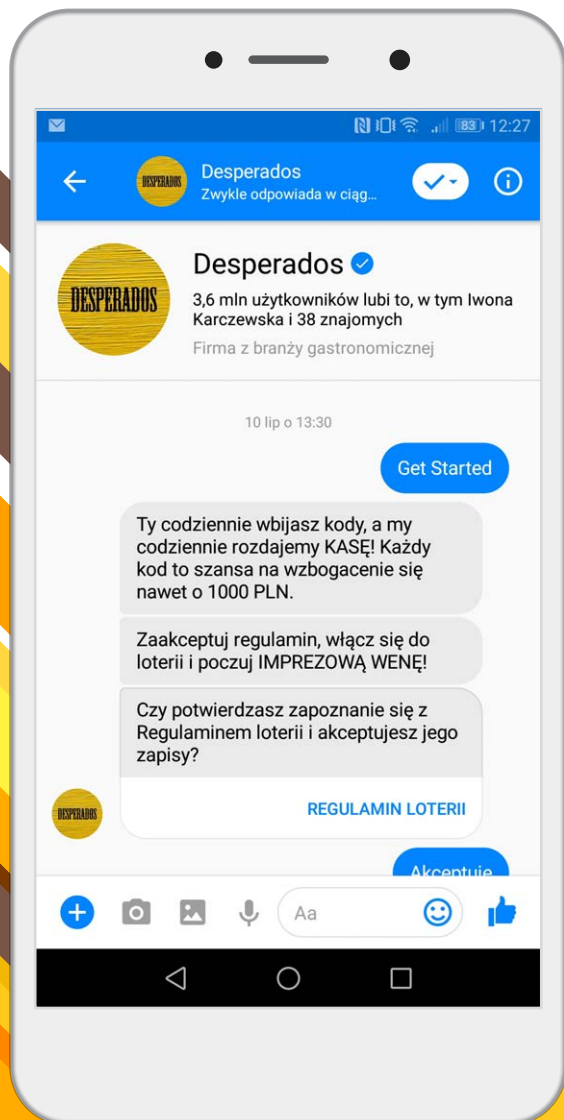 83 12:27
Desperados
Zwykle odpowiada w ciąg...
DESPERADOS
DESPERADOS
Desperados
3,6 mln użytkowników lubi to, w tym Iwona
Karczewska i 38 znajomych
Firma z branży gastronomicznej
10 lip o 13:30
Get Started
Ty codziennie wbijasz kody, a my
codziennie rozdajemy KASĘ! Każdy
kod to szansa na wzbogacenie się
nawet o 1000 PLN.
Zaakceptuj regulamin, włącz się do
loterii i poczuj IMPREZOWĄ WENĘ!
Czy potwierdzasz zapoznanie się z
Regulaminem loterii i akceptujesz jego
zapisy?
REGULAMIN LOTERII
DESPERADOS
Akceptuję
Aa